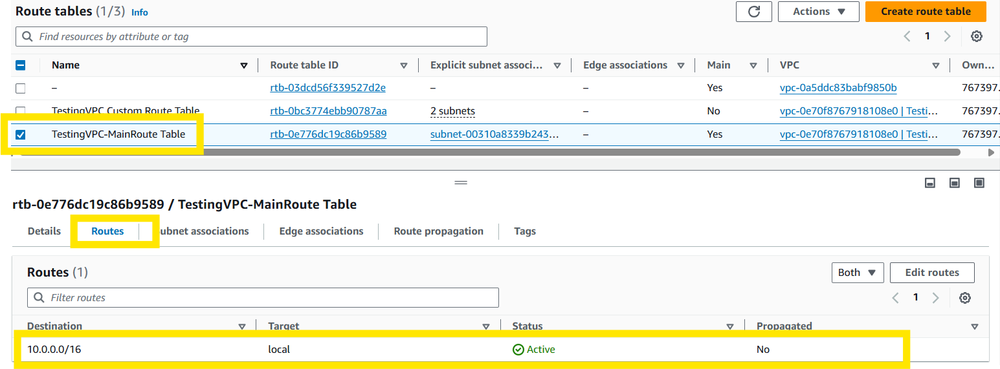 Route tables (1/3) Info
Actions
Create route table
Find resources by attribute or tag
1
Name Route table ID Explicit subnet associ... Edge associations Main VPC Own...
– rtb-03dcd56f339527d2e – – Yes vpc-0a5ddc83babf9850b 767397.
TestingVPC Custom Route Table rtb-0bc3774ebb90787aa 2 subnets – No vpc-0e70f8767918108e0 | Testi... 767397.
TestingVPC-MainRoute Table rtb-0e776dc19c86b9589 subnet-00310a8339b243... – Yes vpc-0e70f8767918108e0 | Testi... 767397.
rtb-0e776dc19c86b9589 / TestingVPC-MainRoute Table
Details Routes ubnet associations Edge associations Route propagation Tags
Routes (1)
Both
Edit routes
Filter routes
1
Destination Target Status Propagated
10.0.0.0/16 local Active No